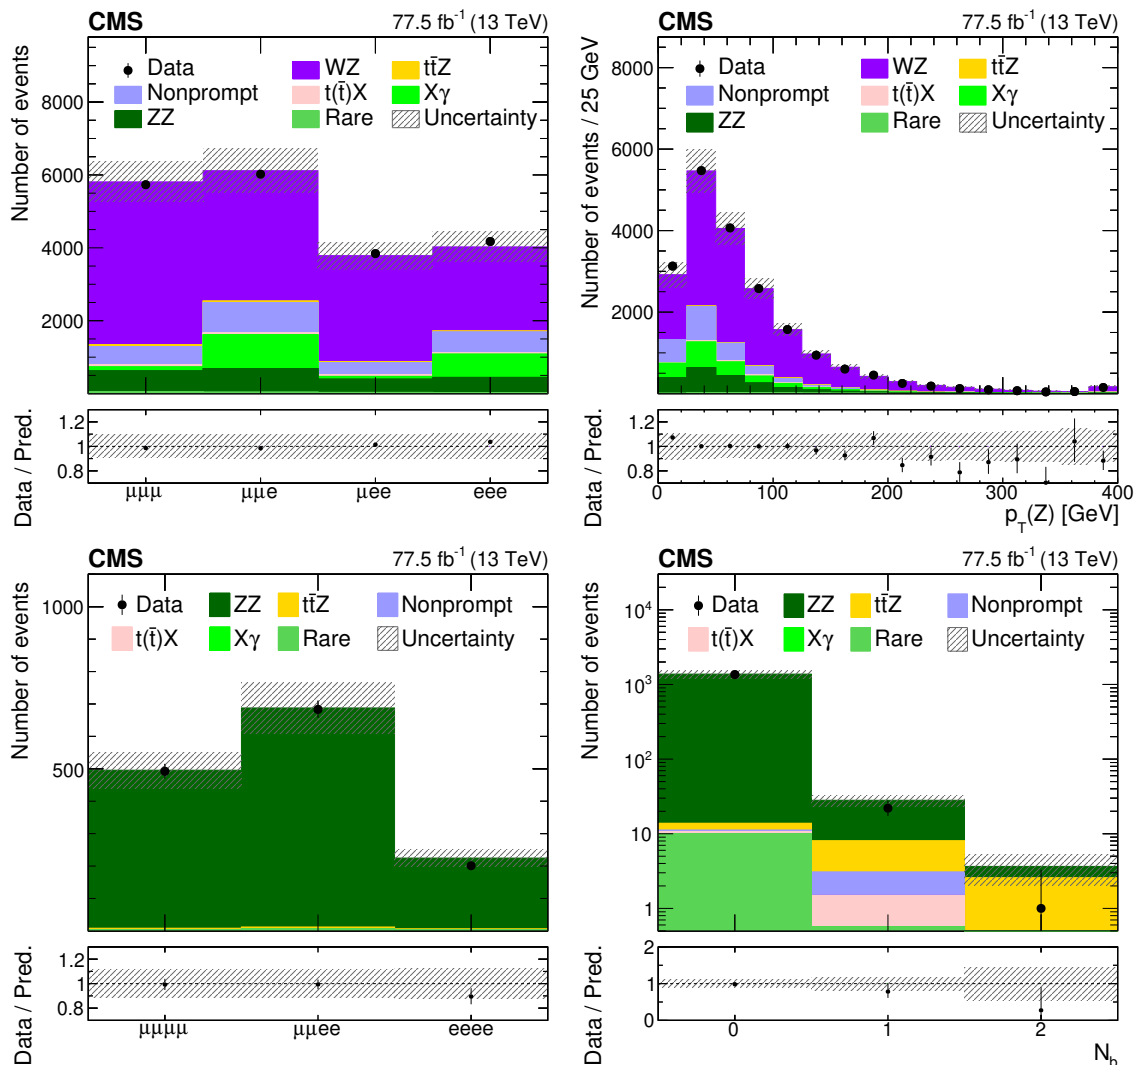 CMS 77.5 fb⁻¹ (13 TeV)
Number of events
Data WZ tt̄Z
Nonprompt t(t̄)X Xγ
ZZ Rare Uncertainty
8000
6000
4000
2000
Data / Pred.
1.2
1
0.8
μμμ μμe μee eee
CMS 77.5 fb⁻¹ (13 TeV)
Number of events / 25 GeV
Data WZ tt̄Z
Nonprompt t(t̄)X Xγ
ZZ Rare Uncertainty
8000
6000
4000
2000
0
Data / Pred.
1.2
1
0.8
0 100 200 300 400
p_T(Z) [GeV]
CMS 77.5 fb⁻¹ (13 TeV)
Number of events
Data ZZ tt̄Z Nonprompt
t(t̄)X Xγ Rare Uncertainty
1000
500
Data / Pred.
1.2
1
0.8
μμμμ μμee eeee
CMS 77.5 fb⁻¹ (13 TeV)
Number of events
Data ZZ tt̄Z Nonprompt
t(t̄)X Xγ Rare Uncertainty
10⁴
10³
10²
10
1
Data / Pred.
2
1
0
0 1 2
N_b